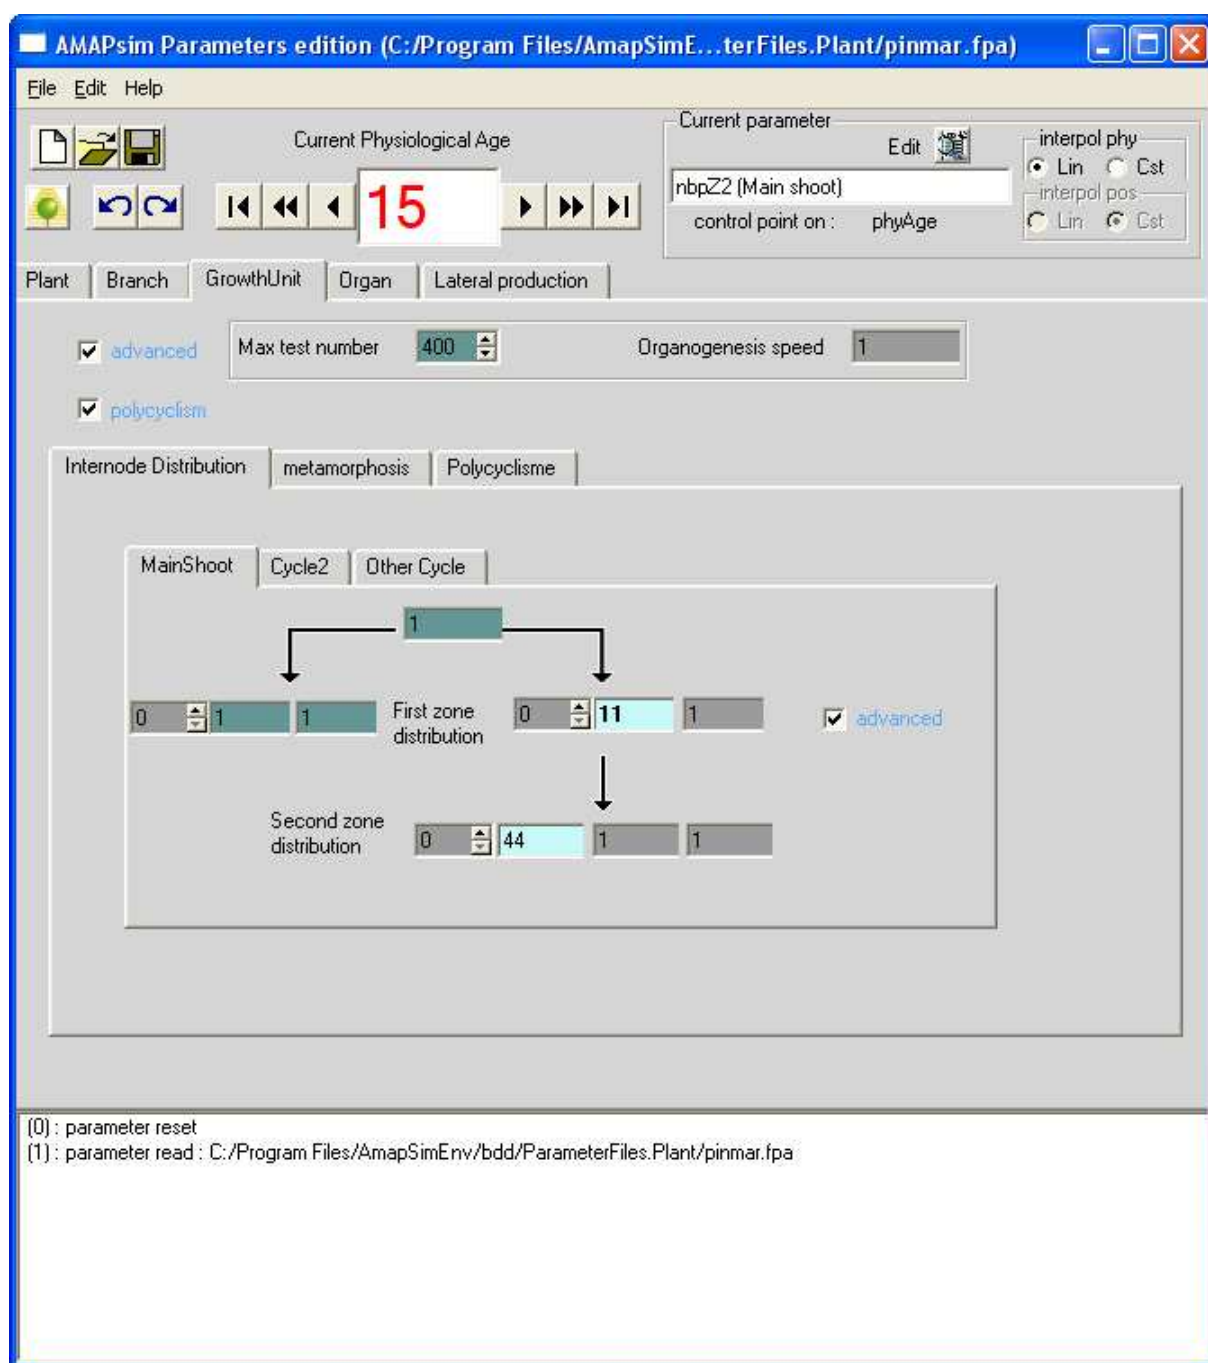 AMAPsim Parameters edition (C:/Program Files/AmapSimE...terFiles.Plant/pinmar.fpa)
File Edit Help
Current Physiological Age
15
Current parameter
Edit
nbpZ2 (Main shoot)
control point on : phyAge
interpol phy
Lin Cst
interpol pos
Lin Cst
Plant Branch GrowthUnit Organ Lateral production
advanced Max test number 400 Organogenesis speed 1
polycyclism
Internode Distribution metamorphosis Polycyclisme
MainShoot Cycle2 Other Cycle
1
0 1 1 First zone distribution 0 11 1 advanced
Second zone distribution 0 44 1 1
(0) : parameter reset
(1) : parameter read : C:/Program Files/AmapSimEnv/bdd/ParameterFiles.Plant/pinmar.fpa